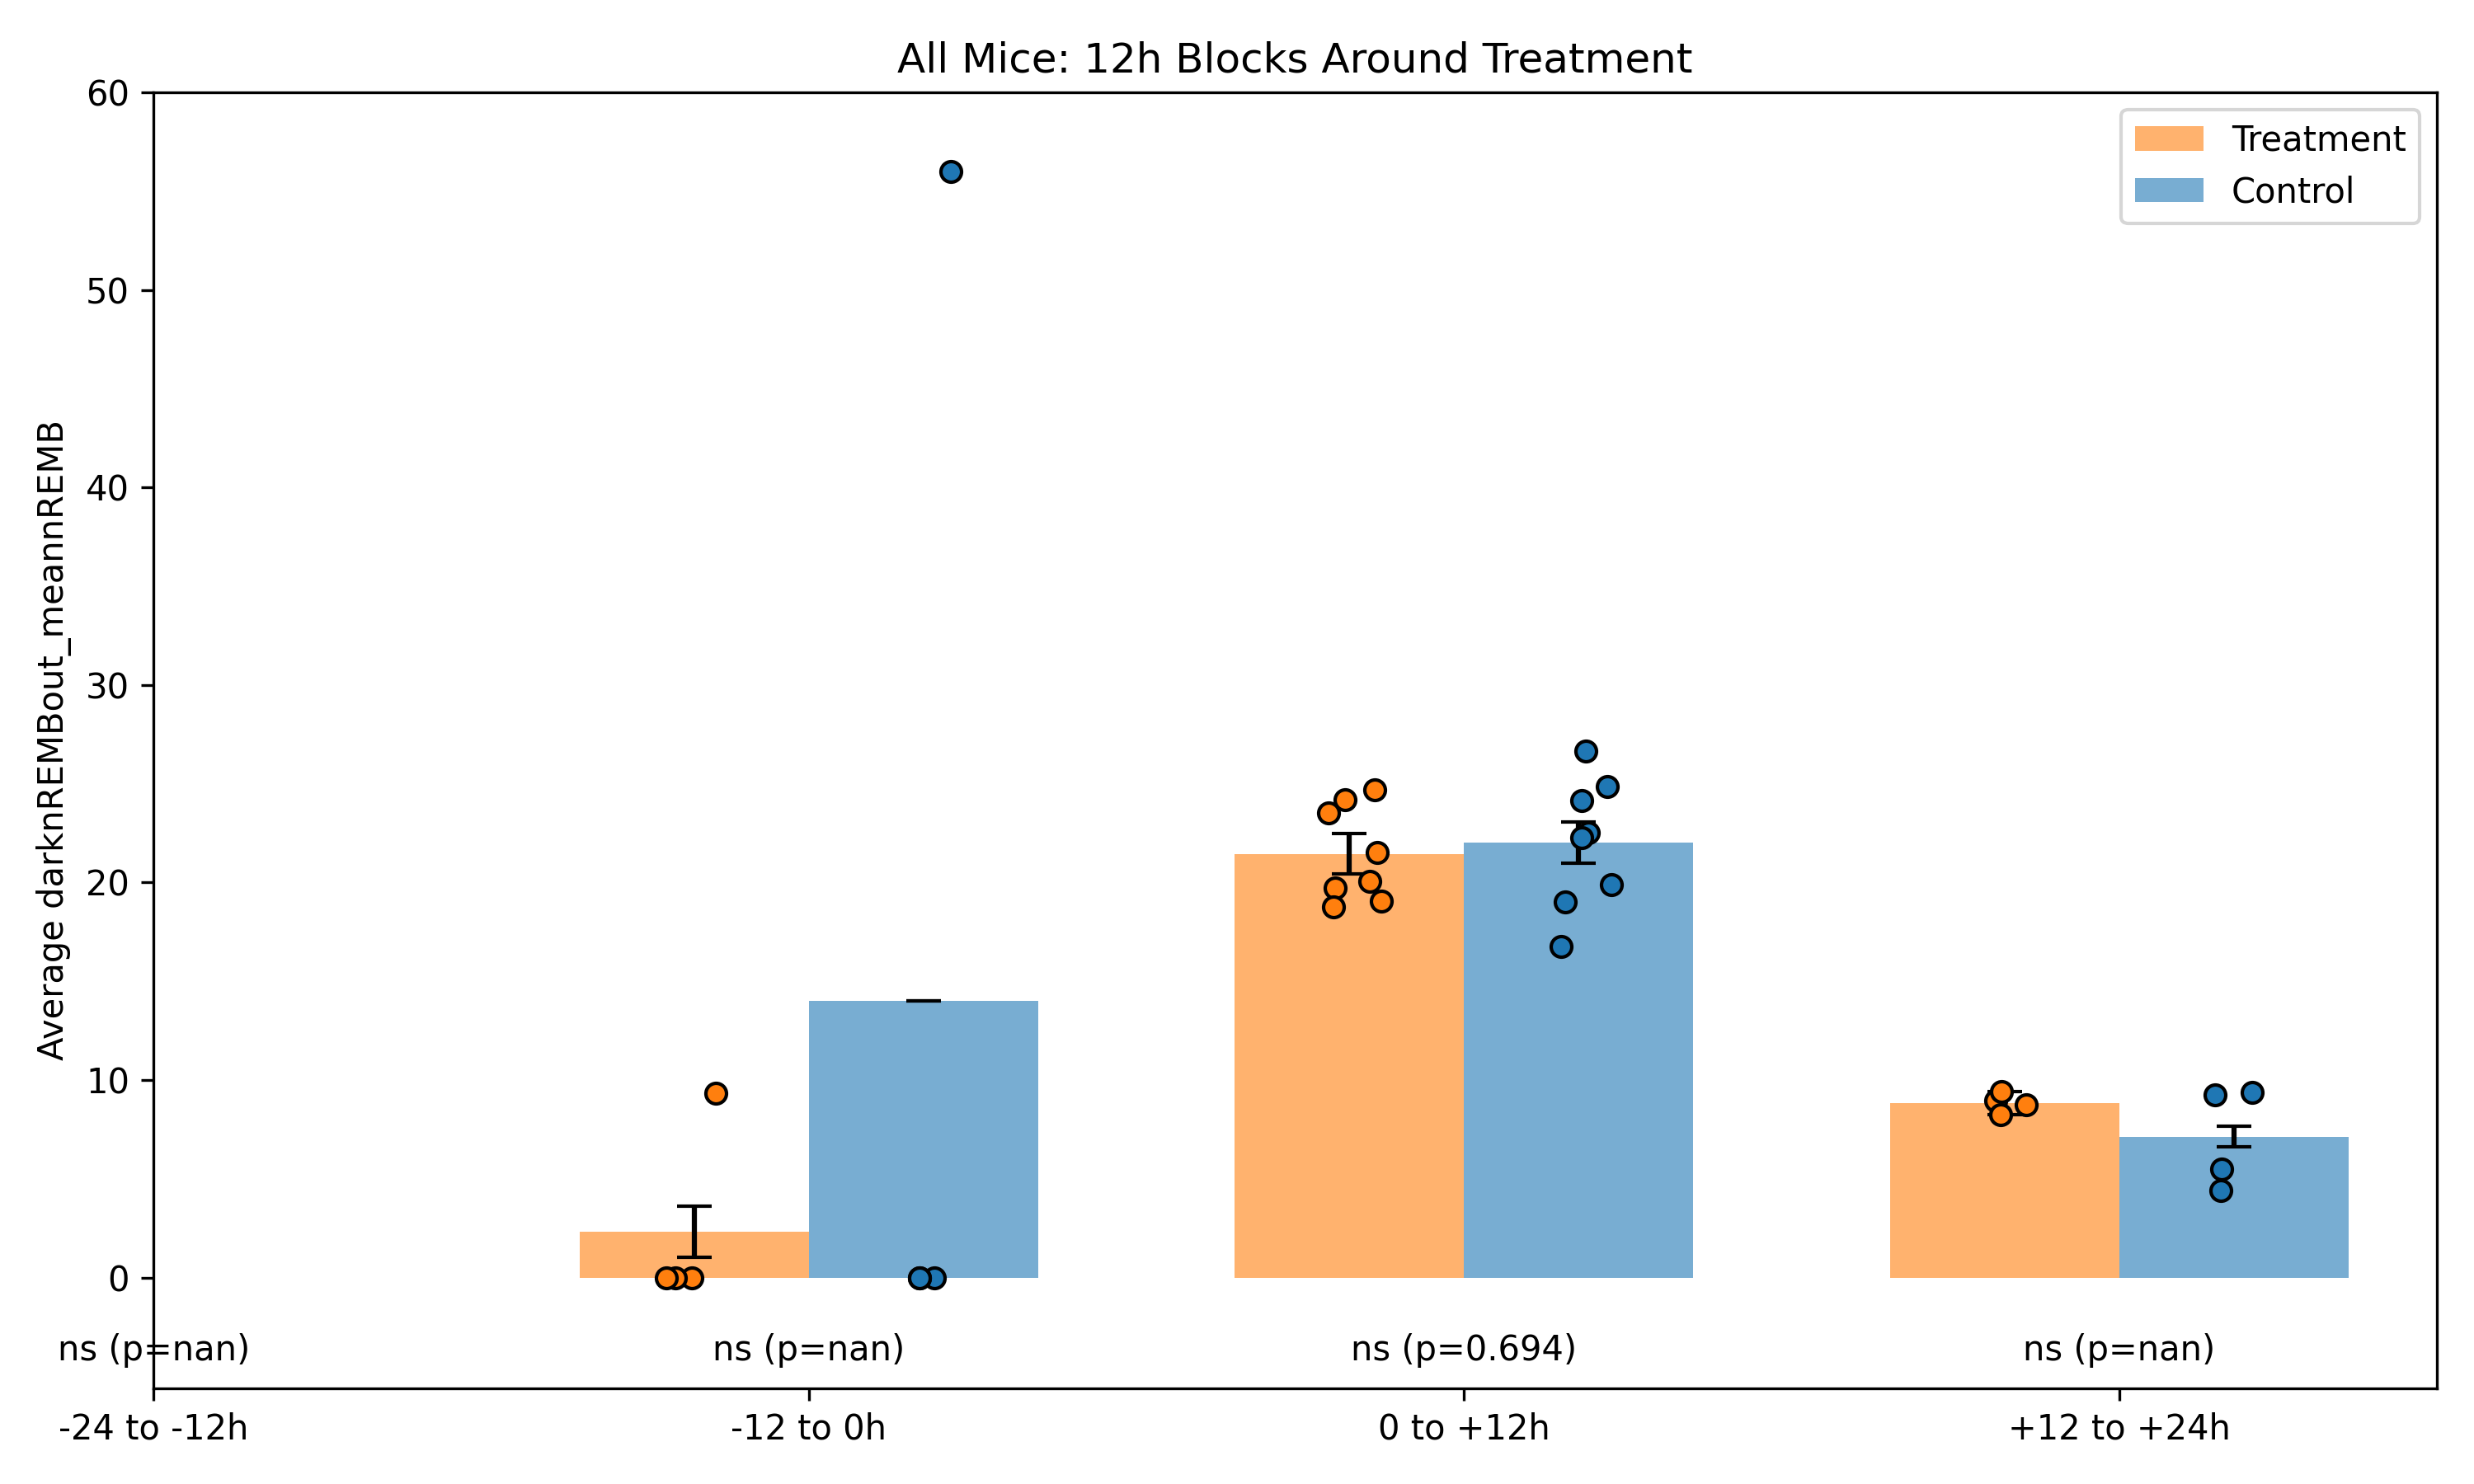 All Mice: 12h Blocks Around Treatment
Treatment
Control
Average darknREMBout_meannREMB
60
50
40
30
20
10
0
ns (p=nan)
ns (p=nan)
ns (p=0.694)
ns (p=nan)
-24 to -12h
-12 to 0h
0 to +12h
+12 to +24h